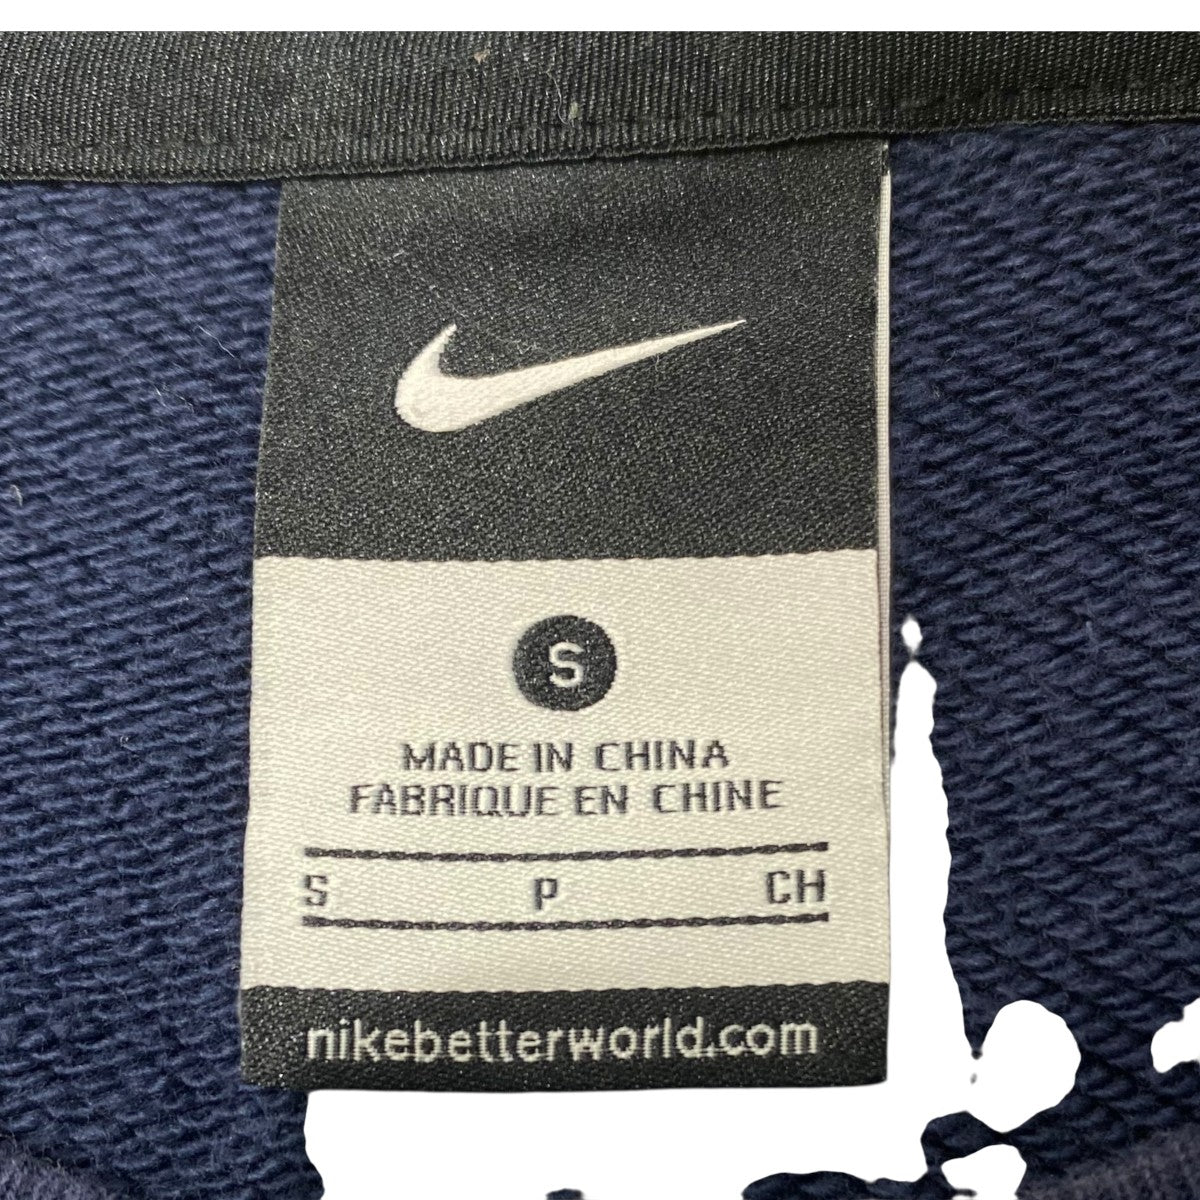 S
MADE IN CHINA
FABRIQUE EN CHINE
S P CH
nikebetterworld.com